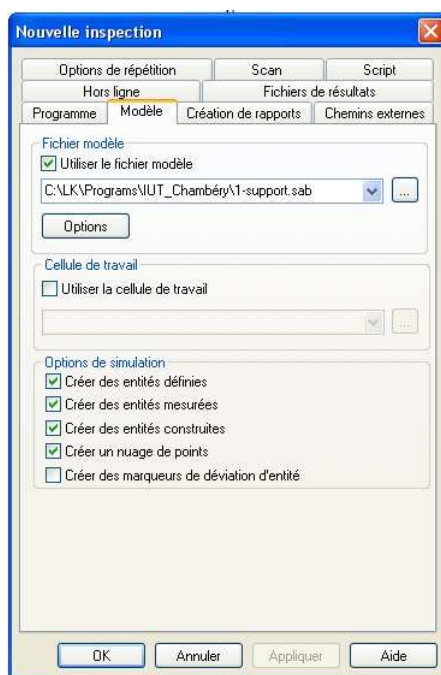 Nouvelle inspection
Options de répétition Scan Script
Hors ligne Fichiers de résultats
Programme Modèle Création de rapports Chemins externes
Fichier modèle
Utiliser le fichier modèle
C:\LK\Programs\IUT_Chambéry\1-support.sab ...
Options
Cellule de travail
Utiliser la cellule de travail
...
Options de simulation
Créer des entités définies
Créer des entités mesurées
Créer des entités construites
Créer un nuage de points
Créer des marqueurs de déviation d'entité
OK Annuler Appliquer Aide